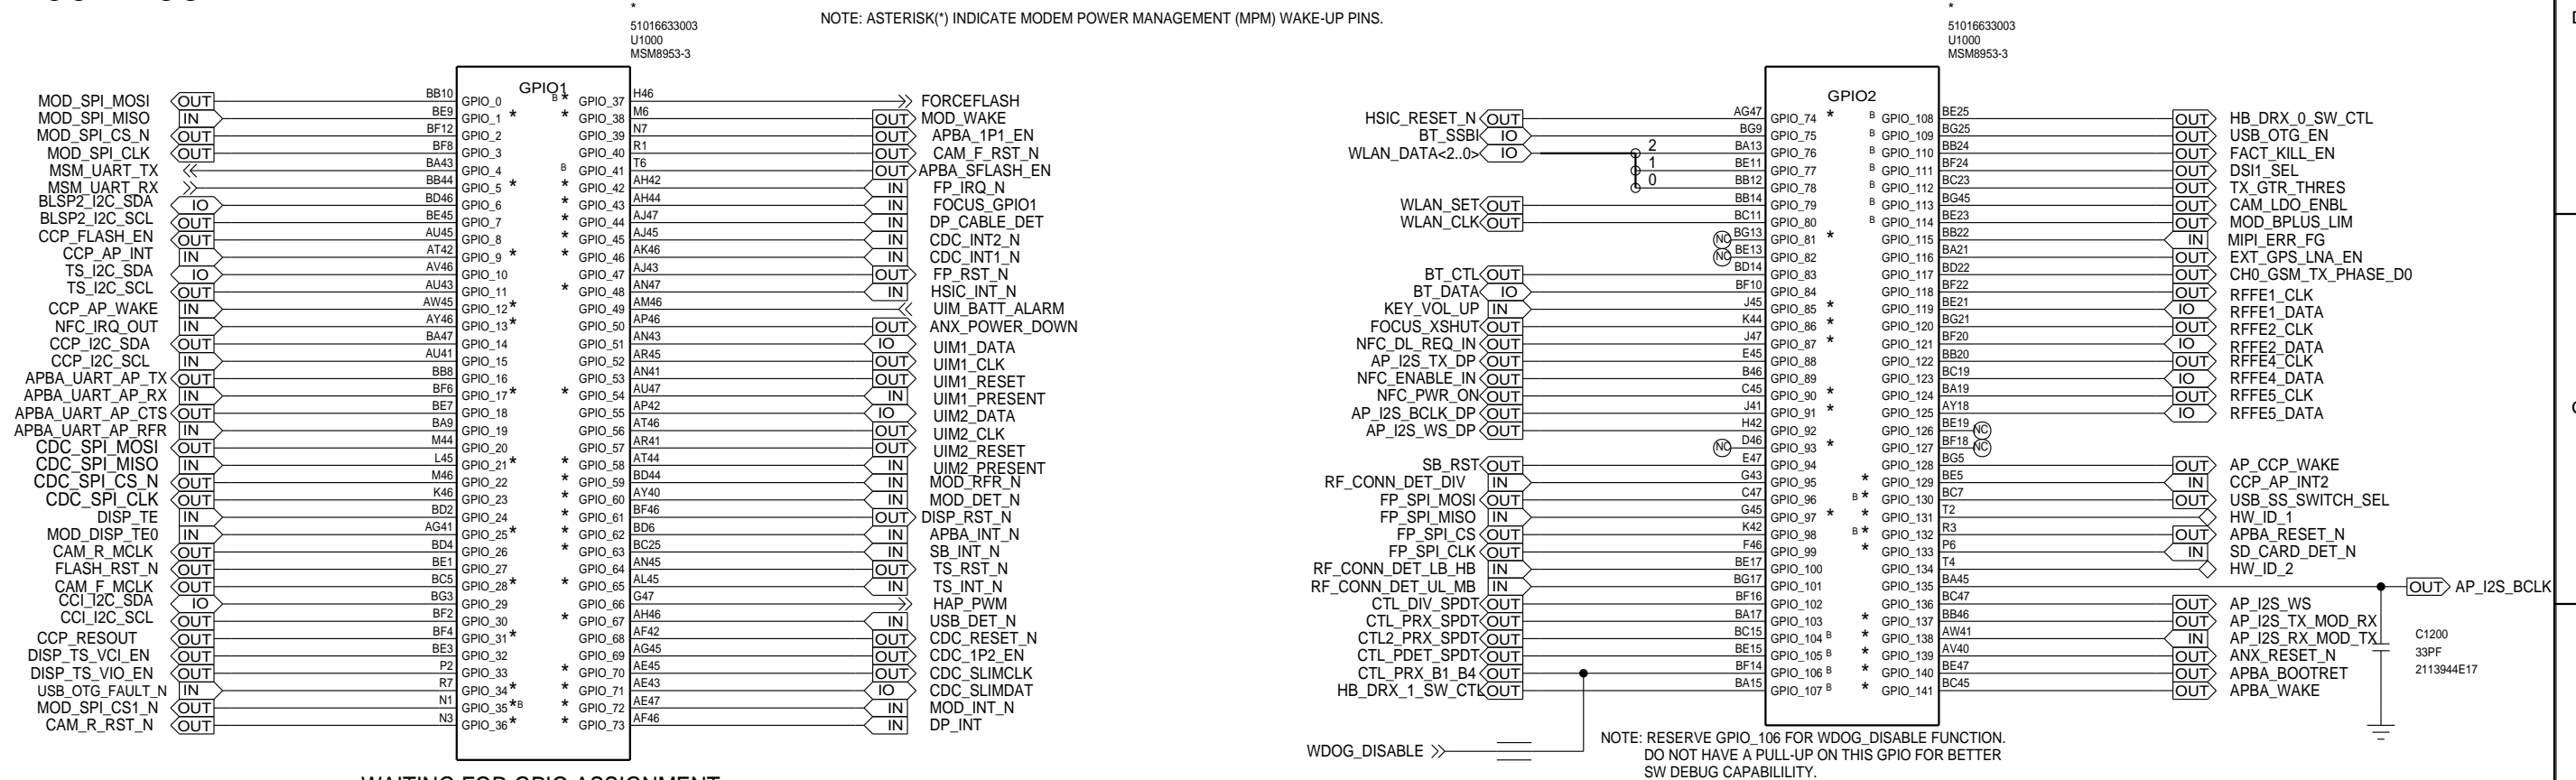 *
51016633003
U1000
MSM8953-3
NOTE: ASTERISK(*) INDICATE MODEM POWER MANAGEMENT (MPM) WAKE-UP PINS.
*
51016633003
U1000
MSM8953-3
GPIO1
MOD_SPI_MOSI OUT BB10 GPIO_0 B * GPIO_37 H46 FORCEFLASH
MOD_SPI_MISO IN BE9 GPIO_1 * * GPIO_38 M6 OUT MOD_WAKE
MOD_SPI_CS_N OUT BF12 GPIO_2 GPIO_39 N7 OUT APBA_1P1_EN
MOD_SPI_CLK OUT BF8 GPIO_3 GPIO_40 R1 OUT CAM_F_RST_N
MSM_UART_TX BA43 GPIO_4 B GPIO_41 T6 OUT APBA_SFLASH_EN
MSM_UART_RX BB44 GPIO_5 * * GPIO_42 AH42 IN FP_IRQ_N
BLSP2_I2C_SDA IO BD46 GPIO_6 * GPIO_43 AH44 IN FOCUS_GPIO1
BLSP2_I2C_SCL OUT BE45 GPIO_7 * GPIO_44 AJ47 IN DP_CABLE_DET
CCP_FLASH_EN OUT AU45 GPIO_8 * GPIO_45 AJ45 IN CDC_INT2_N
CCP_AP_INT IN AT42 GPIO_9 * * GPIO_46 AK46 IN CDC_INT1_N
TS_I2C_SDA IO AV46 GPIO_10 GPIO_47 AJ43 OUT FP_RST_N
TS_I2C_SCL OUT AU43 GPIO_11 * GPIO_48 AN47 IN HSIC_INT_N
CCP_AP_WAKE IN AW45 GPIO_12 * GPIO_49 AM46 UIM_BATT_ALARM
NFC_IRQ_OUT IN AY46 GPIO_13 * GPIO_50 AP46 OUT ANX_POWER_DOWN
CCP_I2C_SDA OUT BA47 GPIO_14 GPIO_51 AN43 IO UIM1_DATA
CCP_I2C_SCL IN AU41 GPIO_15 GPIO_52 AR45 OUT UIM1_CLK
APBA_UART_AP_TX OUT BB8 GPIO_16 GPIO_53 AN41 OUT UIM1_RESET
APBA_UART_AP_RX IN BF6 GPIO_17 * * GPIO_54 AU47 IN UIM1_PRESENT
APBA_UART_AP_CTS OUT BE7 GPIO_18 GPIO_55 AP42 IO UIM2_DATA
APBA_UART_AP_RFR IN BA9 GPIO_19 GPIO_56 AT46 OUT UIM2_CLK
CDC_SPI_MOSI OUT M44 GPIO_20 GPIO_57 AR41 OUT UIM2_RESET
CDC_SPI_MISO IN L45 GPIO_21 * * GPIO_58 AT44 IN UIM2_PRESENT
CDC_SPI_CS_N OUT M46 GPIO_22 * GPIO_59 BD44 IN MOD_RFR_N
CDC_SPI_CLK OUT K46 GPIO_23 * GPIO_60 AY40 IN MOD_DET_N
DISP_TE IN BD2 GPIO_24 * GPIO_61 BF46 OUT DISP_RST_N
MOD_DISP_TE0 IN AG41 GPIO_25 * * GPIO_62 BD6 IN APBA_INT_N
CAM_R_MCLK OUT BD4 GPIO_26 * GPIO_63 BC25 IN SB_INT_N
FLASH_RST_N OUT BE1 GPIO_27 GPIO_64 AN45 OUT TS_RST_N
CAM_F_MCLK OUT BC5 GPIO_28 * * GPIO_65 AL45 IN TS_INT_N
CCI_I2C_SDA IO BG3 GPIO_29 GPIO_66 G47 HAP_PWM
CCI_I2C_SCL OUT BF2 GPIO_30 * GPIO_67 AH46 IN USB_DET_N
CCP_RESOUT OUT BF4 GPIO_31 * GPIO_68 AF42 OUT CDC_RESET_N
DISP_TS_VCI_EN OUT BE3 GPIO_32 GPIO_69 AG45 OUT CDC_1P2_EN
DISP_TS_VIO_EN OUT P2 GPIO_33 * GPIO_70 AE45 OUT CDC_SLIMCLK
USB_OTG_FAULT_N IN R7 GPIO_34 * * GPIO_71 AE43 IO CDC_SLIMDAT
MOD_SPI_CS1_N OUT N1 GPIO_35 *B * GPIO_72 AE47 IN MOD_INT_N
CAM_R_RST_N OUT N3 GPIO_36 * * GPIO_73 AF46 IN DP_INT
WAITING FOR GPIO ASSIGNMENT
GPIO2
HSIC_RESET_N OUT AG47 GPIO_74 * B GPIO_108 BE25 OUT HB_DRX_0_SW_CTL
BT_SSBI IO BG9 GPIO_75 B GPIO_109 BG25 OUT USB_OTG_EN
WLAN_DATA<2..0> IO 2 BA13 GPIO_76 B GPIO_110 BB24 OUT FACT_KILL_EN
1 BE11 GPIO_77 B GPIO_111 BF24 OUT DSI1_SEL
0 BB12 GPIO_78 B GPIO_112 BC23 OUT TX_GTR_THRES
WLAN_SET OUT BB14 GPIO_79 B GPIO_113 BG45 OUT CAM_LDO_ENBL
WLAN_CLK OUT BC11 GPIO_80 B GPIO_114 BE23 OUT MOD_BPLUS_LIM
NC BG13 GPIO_81 * GPIO_115 BB22 IN MIPI_ERR_FG
NC BE13 GPIO_82 GPIO_116 BA21 OUT EXT_GPS_LNA_EN
BT_CTL OUT BD14 GPIO_83 GPIO_117 BD22 OUT CH0_GSM_TX_PHASE_D0
BT_DATA IO BF10 GPIO_84 GPIO_118 BF22 OUT RFFE1_CLK
KEY_VOL_UP IN J45 GPIO_85 * GPIO_119 BE21 IO RFFE1_DATA
FOCUS_XSHUT OUT K44 GPIO_86 * GPIO_120 BG21 OUT RFFE2_CLK
NFC_DL_REQ_IN OUT J47 GPIO_87 * GPIO_121 BF20 IO RFFE2_DATA
AP_I2S_TX_DP OUT E45 GPIO_88 GPIO_122 BB20 OUT RFFE4_CLK
NFC_ENABLE_IN OUT B46 GPIO_89 GPIO_123 BC19 IO RFFE4_DATA
NFC_PWR_ON OUT C45 GPIO_90 * GPIO_124 BA19 OUT RFFE5_CLK
AP_I2S_BCLK_DP OUT J41 GPIO_91 * GPIO_125 AY18 IO RFFE5_DATA
AP_I2S_WS_DP OUT H42 GPIO_92 GPIO_126 BE19 NC
NC D46 GPIO_93 * GPIO_127 BF18 NC
SB_RST OUT E47 GPIO_94 GPIO_128 BG5 OUT AP_CCP_WAKE
RF_CONN_DET_DIV IN G43 GPIO_95 * GPIO_129 BE5 IN CCP_AP_INT2
FP_SPI_MOSI OUT C47 GPIO_96 B * GPIO_130 BC7 OUT USB_SS_SWITCH_SEL
FP_SPI_MISO IN G45 GPIO_97 * * GPIO_131 T2 HW_ID_1
FP_SPI_CS OUT K42 GPIO_98 B * GPIO_132 R3 OUT APBA_RESET_N
FP_SPI_CLK OUT F46 GPIO_99 * GPIO_133 P6 IN SD_CARD_DET_N
RF_CONN_DET_LB_HB IN BE17 GPIO_100 GPIO_134 T4 HW_ID_2
RF_CONN_DET_UL_MB IN BG17 GPIO_101 GPIO_135 BA45 OUT AP_I2S_BCLK
CTL_DIV_SPDT OUT BF16 GPIO_102 GPIO_136 BC47 OUT AP_I2S_WS
CTL_PRX_SPDT OUT BA17 GPIO_103 * GPIO_137 BB46 OUT AP_I2S_TX_MOD_RX
CTL2_PRX_SPDT OUT BC15 GPIO_104 B * GPIO_138 AW41 IN AP_I2S_RX_MOD_TX
CTL_PDET_SPDT OUT BE15 GPIO_105 B * GPIO_139 AV40 OUT ANX_RESET_N
CTL_PRX_B1_B4 OUT BF14 GPIO_106 B * GPIO_140 BE47 OUT APBA_BOOTRET
HB_DRX_1_SW_CTL OUT BA15 GPIO_107 B * GPIO_141 BC45 OUT APBA_WAKE
C1200
33PF
2113944E17
WDOG_DISABLE
NOTE: RESERVE GPIO_106 FOR WDOG_DISABLE FUNCTION.
DO NOT HAVE A PULL-UP ON THIS GPIO FOR BETTER
SW DEBUG CAPABILILITY.